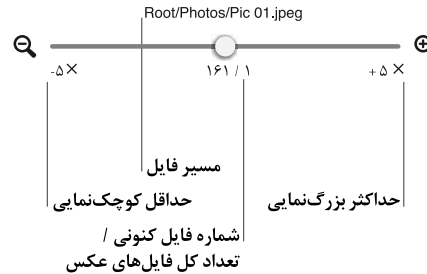 Root/Photos/Pic 01.jpeg
-۵×
۱۶۱ / ۱
+۵×
مسیر فایل
حداقل کوچک‌نمایی
حداکثر بزرگ‌نمایی
شماره فایل کنونی /
تعداد کل فایل‌های عکس